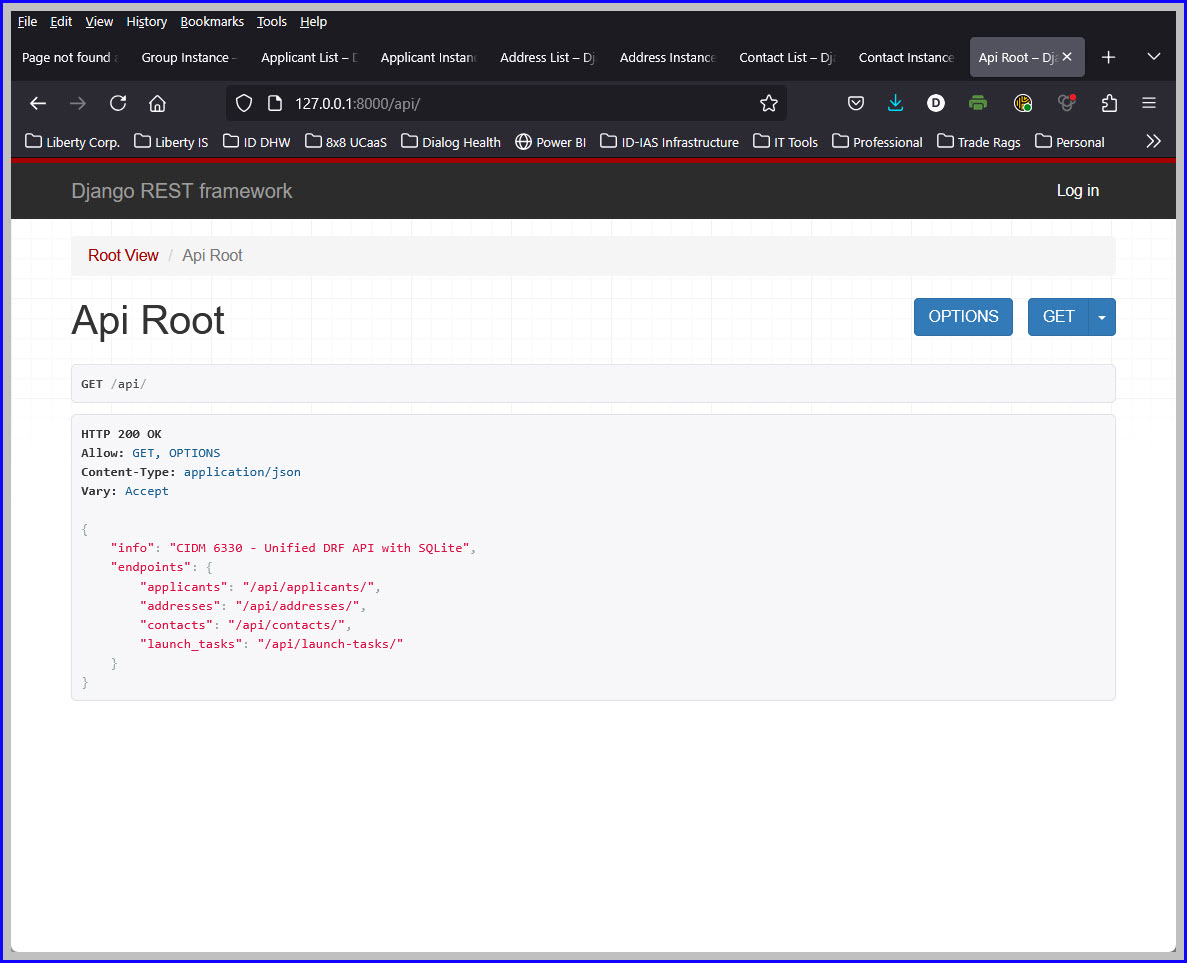 File Edit View History Bookmarks Tools Help
Page not found Group Instance – Applicant List – Applicant Instan Address List – Dj Address Instance Contact List – Dj Contact Instance Api Root – Dj
127.0.0.1:8000/api/
Liberty Corp. Liberty IS ID DHW 8x8 UCaaS Dialog Health Power BI ID-IAS Infrastructure IT Tools Professional Trade Rags Personal
Django REST framework Log in
Root View / Api Root
Api Root OPTIONS GET
GET /api/
HTTP 200 OK
Allow: GET, OPTIONS
Content-Type: application/json
Vary: Accept
{
    "info": "CIDM 6330 - Unified DRF API with SQLite",
    "endpoints": {
        "applicants": "/api/applicants/",
        "addresses": "/api/addresses/",
        "contacts": "/api/contacts/",
        "launch_tasks": "/api/launch-tasks/"
    }
}